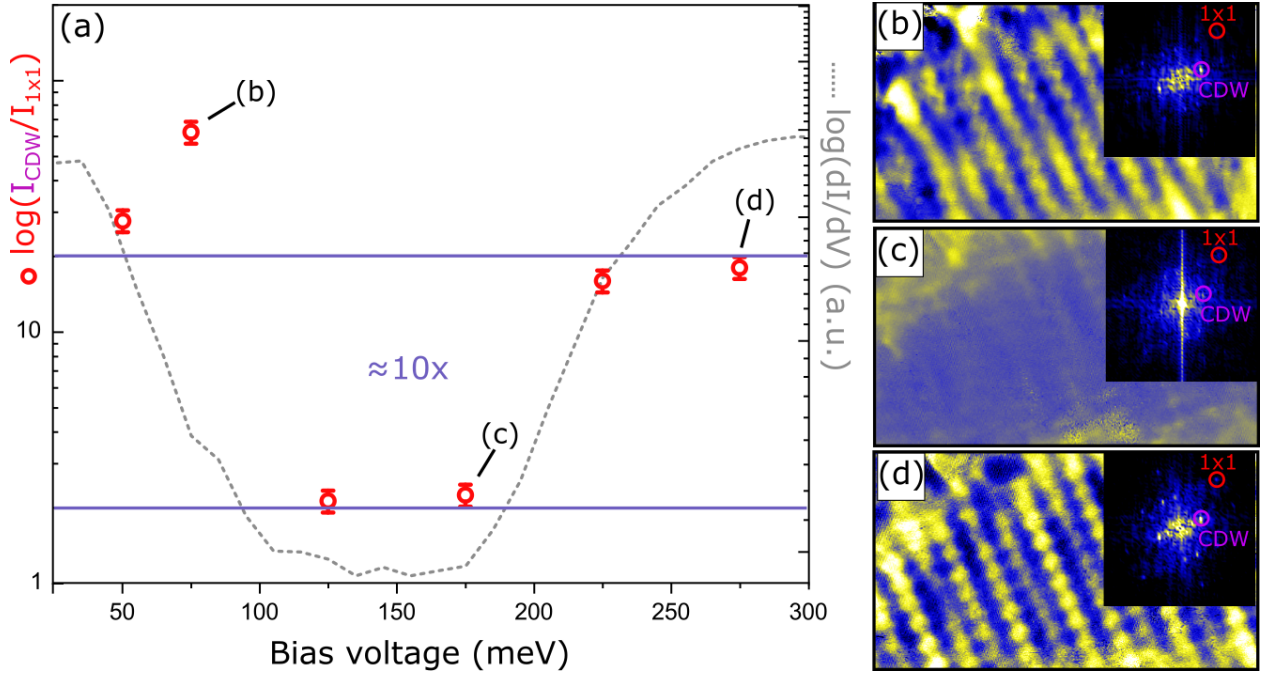 (a)
log(I_CDW/I_1x1)
10
1
(b)
(c)
(d)
≈10x
50
100
150
200
250
300
Bias voltage (meV)
...... log(dI/dV) (a.u.)
(b)
1x1
CDW
(c)
1x1
CDW
(d)
1x1
CDW